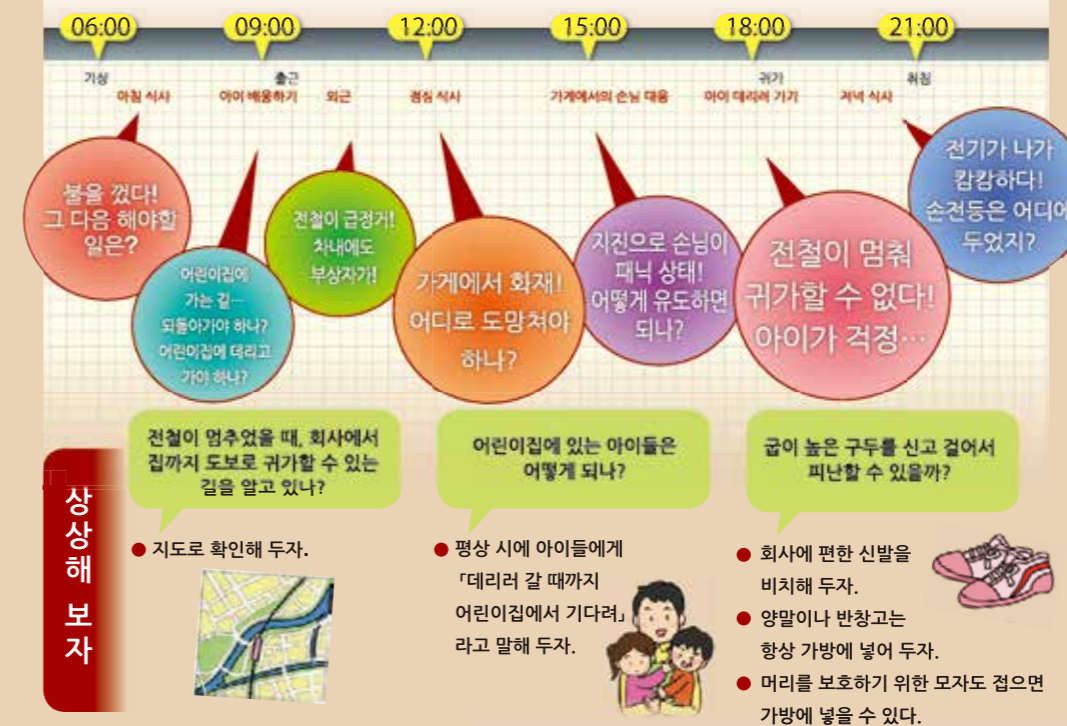 06:00
09:00
12:00
15:00
18:00
21:00
기상
출근
귀가
취침
아침 식사
아이 배웅하기
외근
점심 식사
가게에서의 손님 대응
아이 데리러 가기
저녁 식사
불을 껐다!
그 다음 해야할
일은?
어린이집에
가는 길…
되돌아가야 하나?
어린이집에 데리고
가야 하나?
전철이 급정거!
차내에도
부상자가!
가게에서 화재!
어디로 도망쳐야
하나?
지진으로 손님이
패닉 상태!
어떻게 유도하면
되나?
전철이 멈춰
귀가할 수 없다!
아이가 걱정…
전기가 나가
캄캄하다!
손전등은 어디에
두었지?
상상해 보자
전철이 멈추었을 때, 회사에서
집까지 도보로 귀가할 수 있는
길을 알고 있나?
● 지도로 확인해 두자.
어린이집에 있는 아이들은
어떻게 되나?
● 평상 시에 아이들에게
「데리러 갈 때까지
어린이집에서 기다려」
라고 말해 두자.
굽이 높은 구두를 신고 걸어서
피난할 수 있을까?
● 회사에 편한 신발을
비치해 두자.
● 양말이나 반창고는
항상 가방에 넣어 두자.
● 머리를 보호하기 위한 모자도 접으면
가방에 넣을 수 있다.